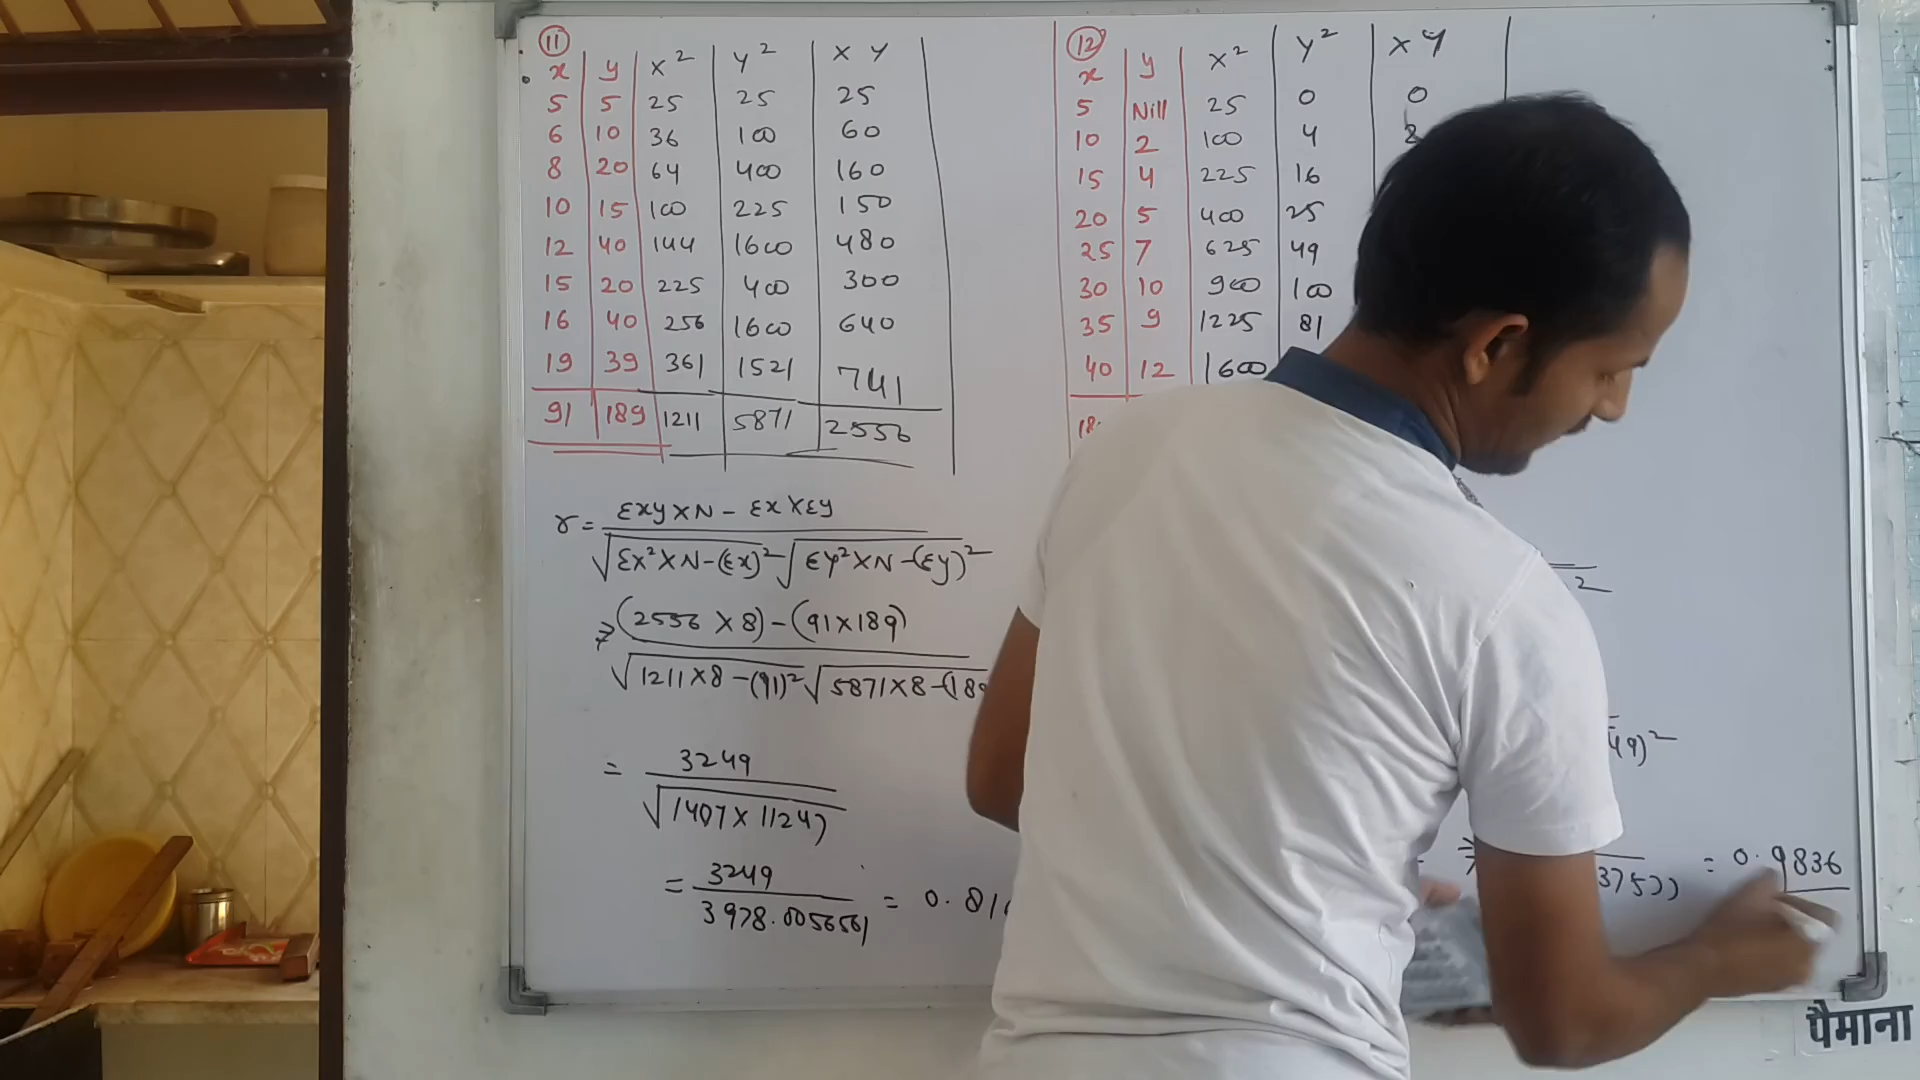 11
x y x² y² x y
5 5 25 25 25
6 10 36 100 60
8 20 64 400 160
10 15 100 225 150
12 40 144 1600 480
15 20 225 400 300
16 40 256 1600 640
19 39 361 1521 741
91 189 1211 5871 2556
r = Σxy×N - Σx×Σy
√Σx²×N-(Σx)² √Σy²×N-(Σy)²
(2556 × 8) - (91×189)
√1211×8-(91)² √5871×8-(189
= 3249
√1407×11247
= 3249
3978.0056561 = 0.81
12
x y x² y² x y
5 Nill 25 0 0
10 2 100 4
15 4 225 16
20 5 400 25
25 7 625 49
30 10 900 100
35 9 1225 81
40 12 1600
18
2
49)²
= 0.9836
पैमाना